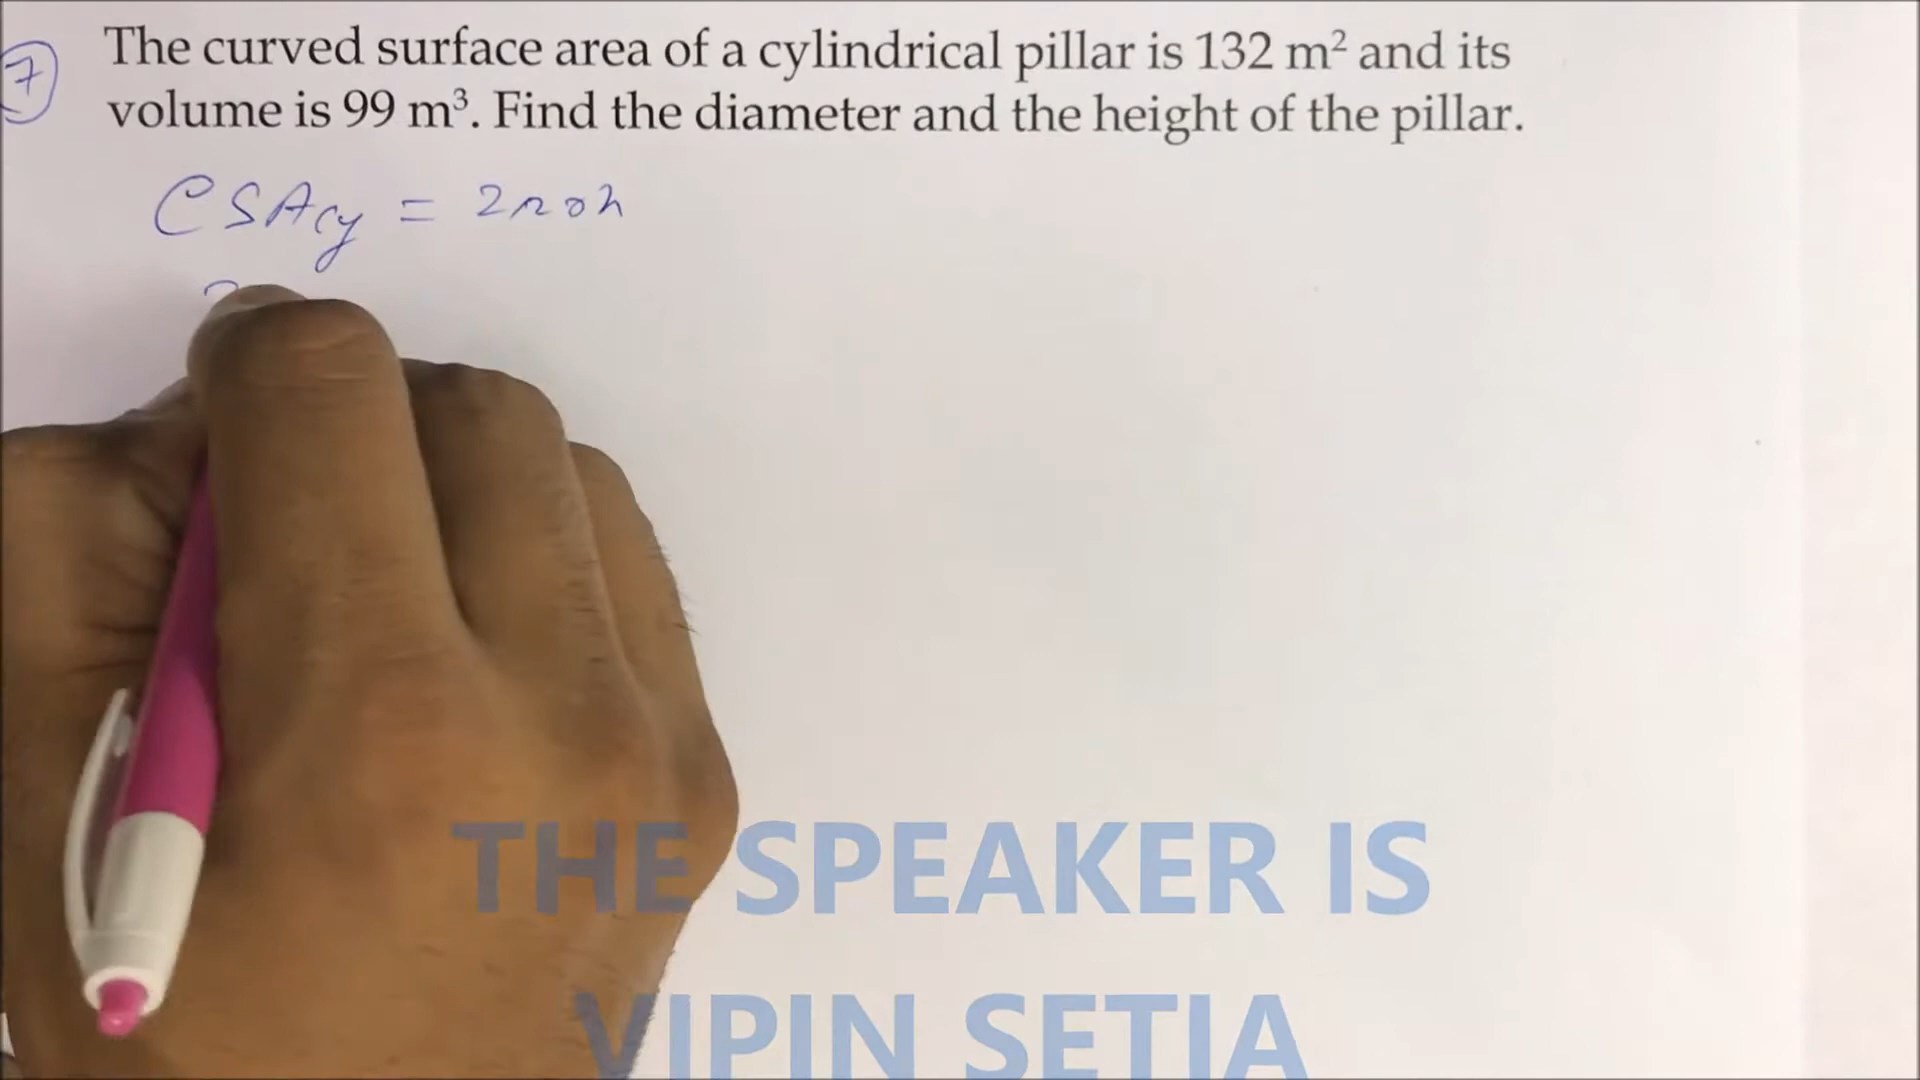 7
The curved surface area of a cylindrical pillar is 132 m² and its
volume is 99 m³. Find the diameter and the height of the pillar.
CSAcy = 2πrh
THE SPEAKER IS
VIPIN SETIA